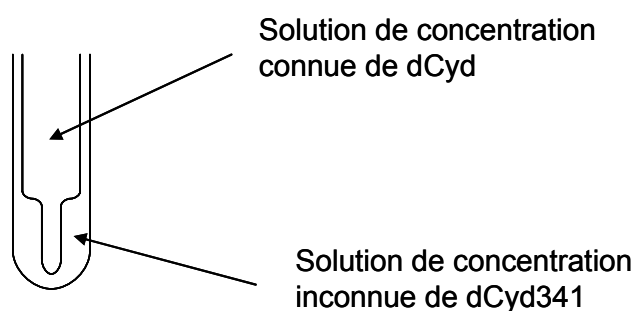 Solution de concentration
connue de dCyd
Solution de concentration
inconnue de dCyd341